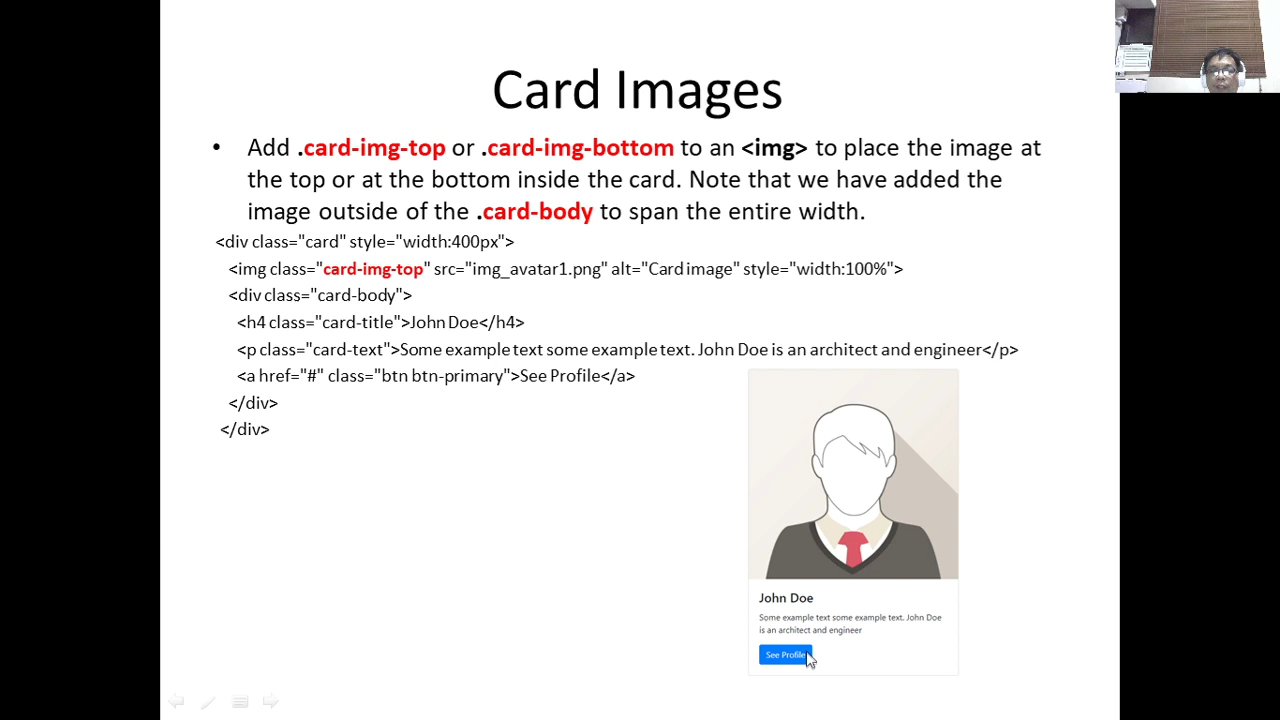 Card Images
• Add .card-img-top or .card-img-bottom to an <img> to place the image at
the top or at the bottom inside the card. Note that we have added the
image outside of the .card-body to span the entire width.
<div class="card" style="width:400px">
<img class="card-img-top" src="img_avatar1.png" alt="Card image" style="width:100%">
<div class="card-body">
<h4 class="card-title">John Doe</h4>
<p class="card-text">Some example text some example text. John Doe is an architect and engineer</p>
<a href="#" class="btn btn-primary">See Profile</a>
</div>
</div>
John Doe
Some example text some example text. John Doe
is an architect and engineer
See Profile